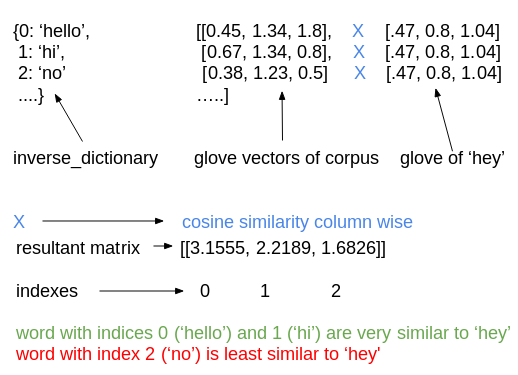 {0: ‘hello’, [[0.45, 1.34, 1.8], X [.47, 0.8, 1.04]
1: ‘hi’, [0.67, 1.34, 0.8], X [.47, 0.8, 1.04]
2: ‘no’ [0.38, 1.23, 0.5] X [.47, 0.8, 1.04]
....} …..]
inverse_dictionary glove vectors of corpus glove of ‘hey’
X cosine similarity column wise
resultant matrix [[3.1555, 2.2189, 1.6826]]
indexes 0 1 2
word with indices 0 (‘hello’) and 1 (‘hi’) are very similar to ‘hey’
word with index 2 (‘no’) is least similar to ‘hey'